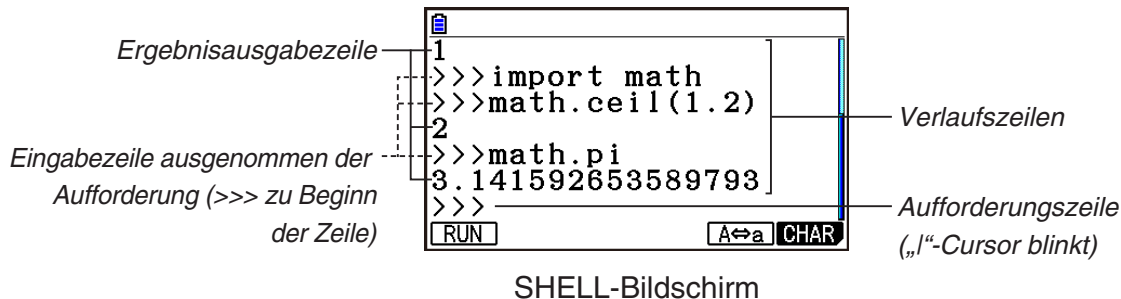 Ergebnisausgabezeile
Eingabezeile ausgenommen der
Aufforderung (>>> zu Beginn
der Zeile)
1
>>>import math
>>>math.ceil(1.2)
2
>>>math.pi
3.141592653589793
>>>
RUN A⇔a CHAR
Verlaufszeilen
Aufforderungszeile
(„|“-Cursor blinkt)
SHELL-Bildschirm